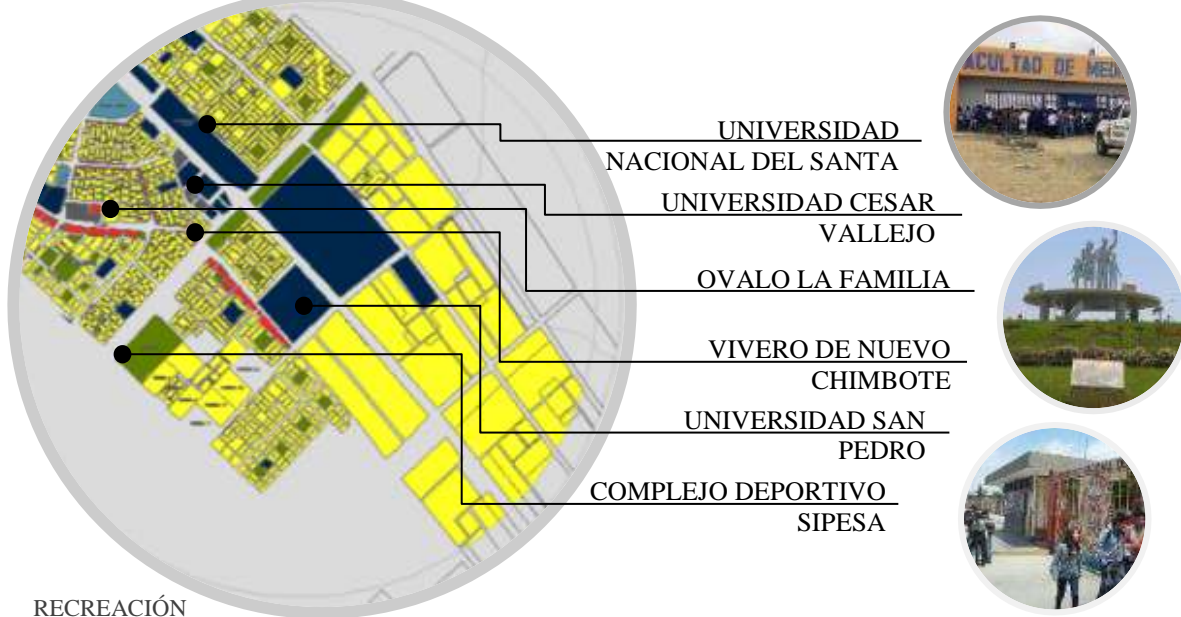 ACULTAD DE MED
UNIVERSIDAD
NACIONAL DEL SANTA
UNIVERSIDAD CESAR
VALLEJO
OVALO LA FAMILIA
VIVERO DE NUEVO
CHIMBOTE
UNIVERSIDAD SAN
PEDRO
COMPLEJO DEPORTIVO
SIPESA
RECREACIÓN